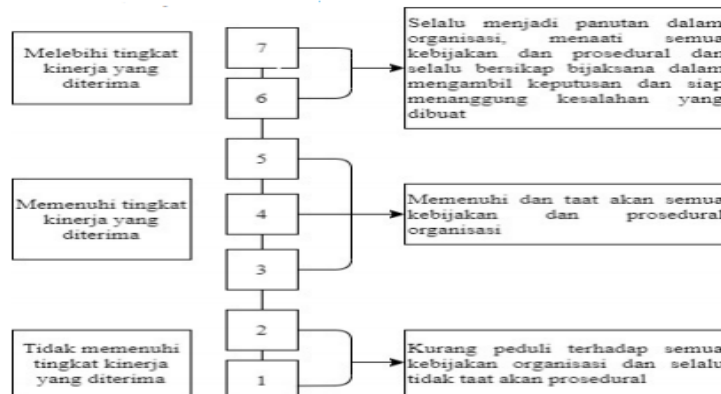 Melebihi tingkat
kinerja yang
diterima
7
6
Selalu menjadi panutan dalam
organisasi, menaati semua
kebijakan dan prosedural dan
selalu bersikap bijaksana dalam
mengambil keputusan dan siap
menanggung kesalahan yang
dibuat
Memenuhi tingkat
kinerja yang
diterima
5
4
3
Memenuhi dan taat akan semua
kebijakan dan prosedural
organisasi
Tidak memenuhi
tingkat kinerja
yang diterima
2
1
Kurang peduli terhadap semua
kebijakan organisasi dan selalu
tidak taat akan prosedural